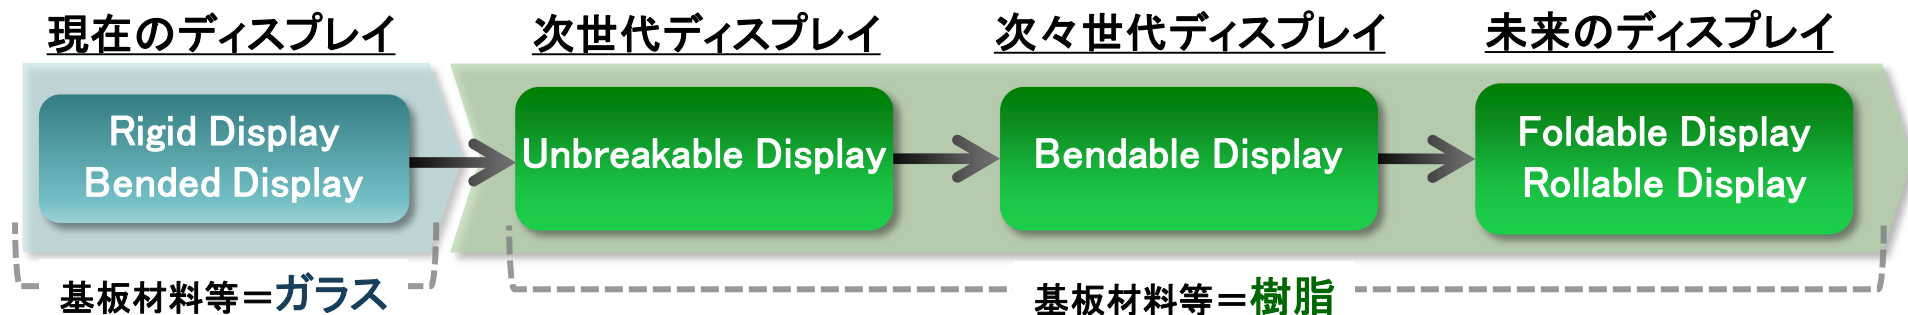 現在のディスプレイ
次世代ディスプレイ
次々世代ディスプレイ
未来のディスプレイ
Rigid Display
Bended Display
Unbreakable Display
Bendable Display
Foldable Display
Rollable Display
基板材料等＝ガラス
基板材料等＝樹脂